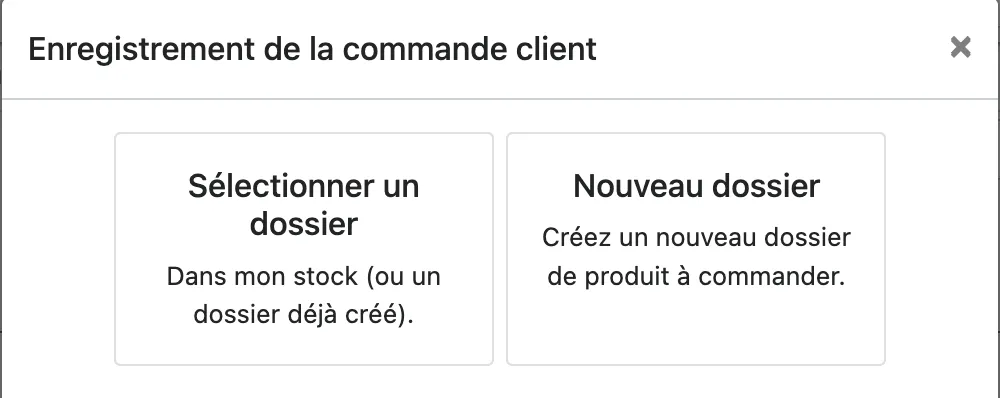 Enregistrement de la commande client
×
Sélectionner un
dossier
Dans mon stock (ou un
dossier déjà créé).
Nouveau dossier
Créez un nouveau dossier
de produit à commander.